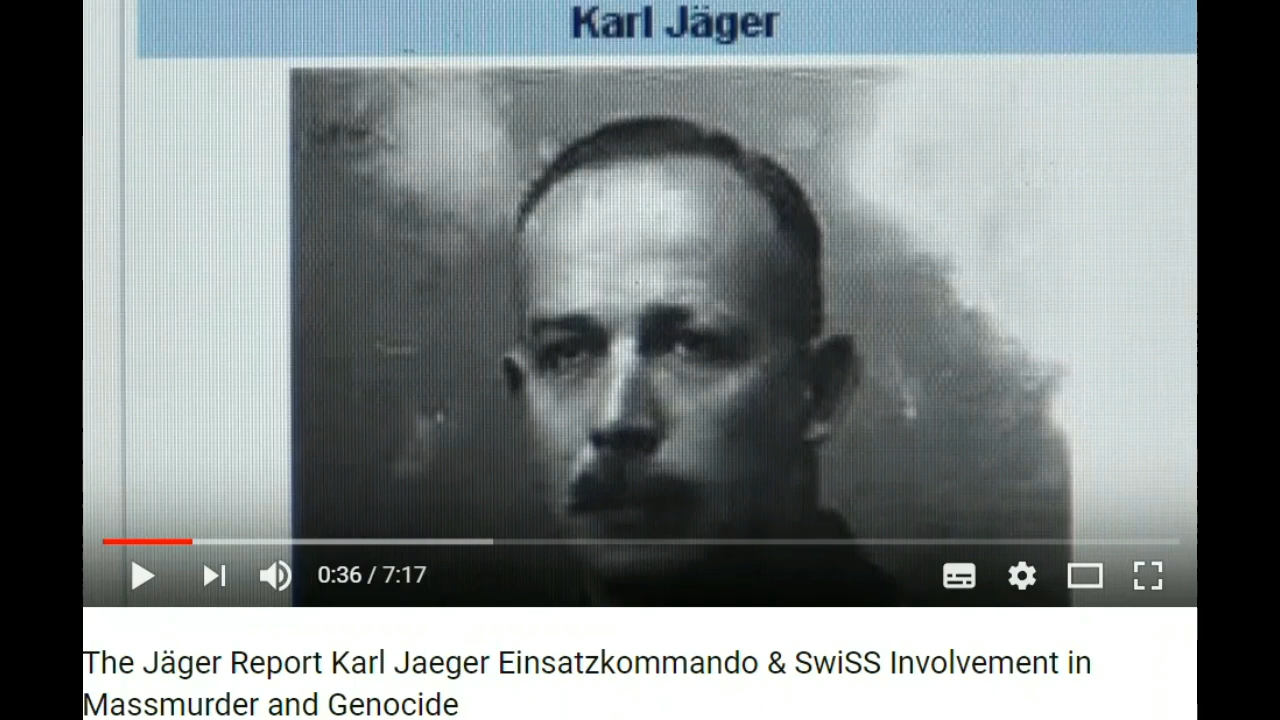 Karl Jäger
0:36 / 7:17
The Jäger Report Karl Jaeger Einsatzkommando & SwiSS Involvement in
Massmurder and Genocide